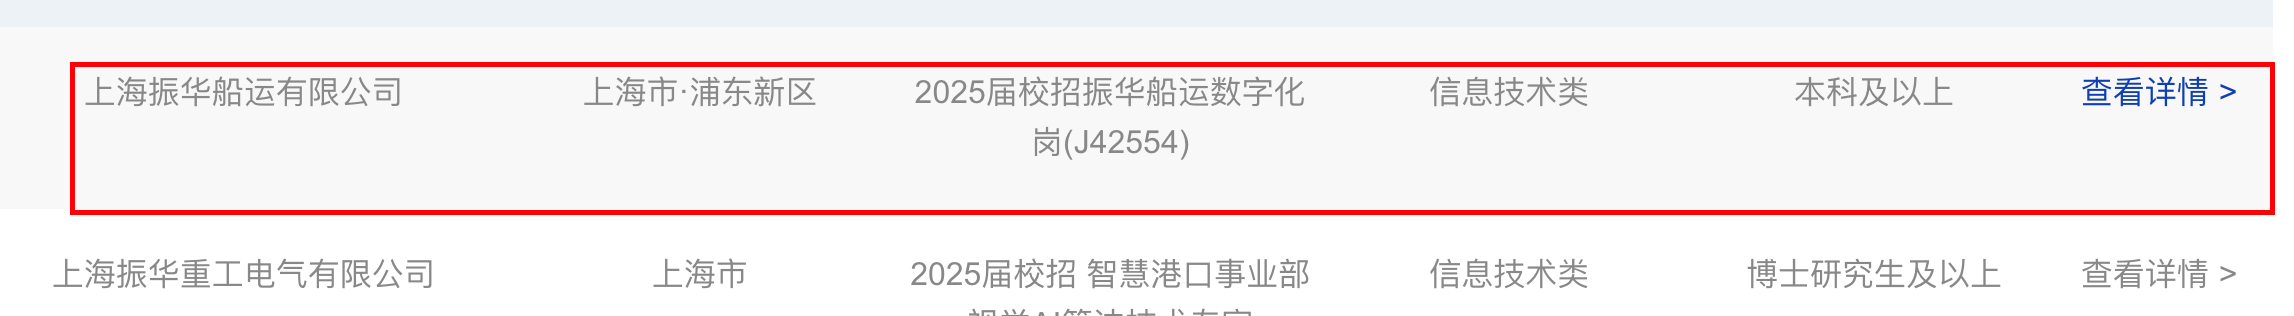 上海振华船运有限公司 上海市·浦东新区 2025届校招振华船运数字化 信息技术类 本科及以上 查看详情 >
岗(J42554)
上海振华重工电气有限公司 上海市 2025届校招 智慧港口事业部 信息技术类 博士研究生及以上 查看详情 >